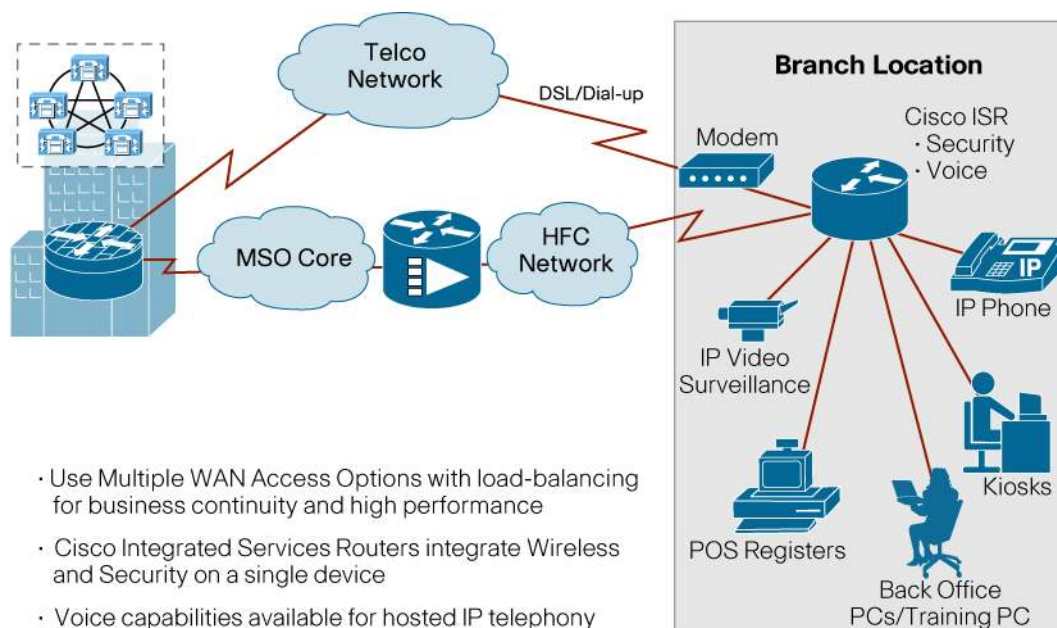 Telco
Network
DSL/Dial-up
Branch Location
Cisco ISR
· Security
· Voice
Modem
MSO Core
HFC
Network
IP
IP Phone
IP Video
Surveillance
Kiosks
POS Registers
Back Office
PCs/Training PC
· Use Multiple WAN Access Options with load-balancing
for business continuity and high performance
· Cisco Integrated Services Routers integrate Wireless
and Security on a single device
· Voice capabilities available for hosted IP telephony